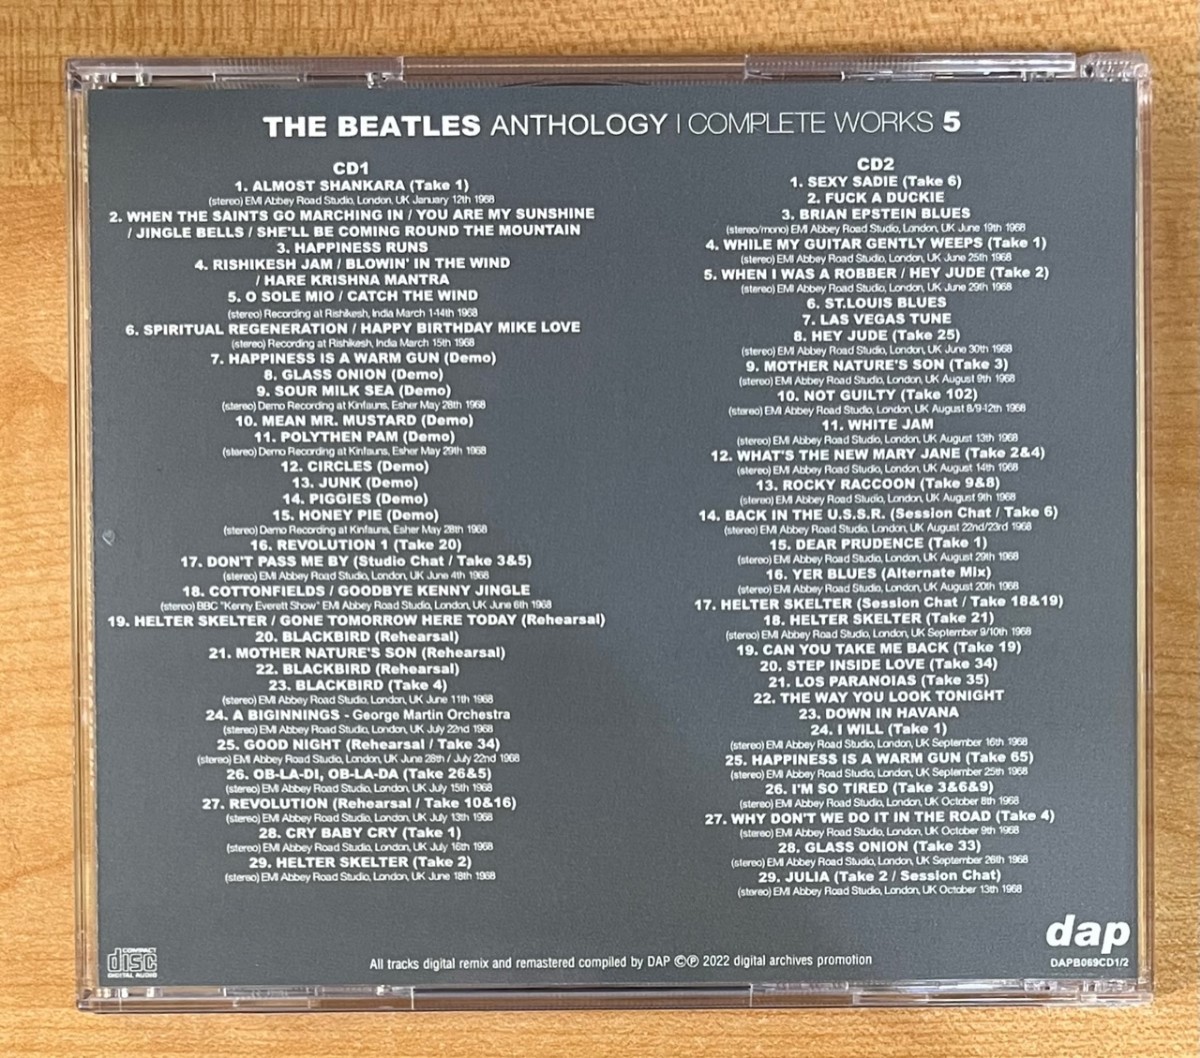 THE BEATLES ANTHOLOGY | COMPLETE WORKS 5
CD1
1. ALMOST SHANKARA (Take 1)
(stereo) EMI Abbey Road Studio, London, UK January 12th 1968
2. WHEN THE SAINTS GO MARCHING IN / YOU ARE MY SUNSHINE
/ JINGLE BELLS / SHE'LL BE COMING ROUND THE MOUNTAIN
3. HAPPINESS RUNS
4. RISHIKESH JAM / BLOWIN' IN THE WIND
/ HARE KRISHNA MANTRA
5. O SOLE MIO / CATCH THE WIND
(stereo) Recording at Rishikesh, India March 1-14th 1968
6. SPIRITUAL REGENERATION / HAPPY BIRTHDAY MIKE LOVE
(stereo) Recording at Rishikesh, India March 15th 1968
7. HAPPINESS IS A WARM GUN (Demo)
8. GLASS ONION (Demo)
9. SOUR MILK SEA (Demo)
(stereo) Demo Recording at Kinfauns, Esher May 28th 1968
10. MEAN MR. MUSTARD (Demo)
11. POLYTHEN PAM (Demo)
(stereo) Demo Recording at Kinfauns, Esher May 29th 1968
12. CIRCLES (Demo)
13. JUNK (Demo)
14. PIGGIES (Demo)
15. HONEY PIE (Demo)
(stereo) Demo Recording at Kinfauns, Esher May 28th 1968
16. REVOLUTION 1 (Take 20)
17. DON'T PASS ME BY (Studio Chat / Take 3&5)
(stereo) EMI Abbey Road Studio, London, UK June 4th 1968
18. COTTONFIELDS / GOODBYE KENNY JINGLE
(stereo) BBC "Kenny Everett Show" EMI Abbey Road Studio, London, UK June 6th 1968
19. HELTER SKELTER / GONE TOMORROW HERE TODAY (Rehearsal)
20. BLACKBIRD (Rehearsal)
21. MOTHER NATURE'S SON (Rehearsal)
22. BLACKBIRD (Rehearsal)
23. BLACKBIRD (Take 4)
(stereo) EMI Abbey Road Studio, London, UK June 11th 1968
24. A BIGINNINGS - George Martin Orchestra
(stereo) EMI Abbey Road Studio, London, UK July 22nd 1968
25. GOOD NIGHT (Rehearsal / Take 34)
(stereo) EMI Abbey Road Studio, London, UK June 28th / July 22nd 1968
26. OB-LA-DI, OB-LA-DA (Take 26&5)
(stereo) EMI Abbey Road Studio, London, UK July 15th 1968
27. REVOLUTION (Rehearsal / Take 10&16)
(stereo) EMI Abbey Road Studio, London, UK July 13th 1968
28. CRY BABY CRY (Take 1)
(stereo) EMI Abbey Road Studio, London, UK July 16th 1968
29. HELTER SKELTER (Take 2)
(stereo) EMI Abbey Road Studio, London, UK June 18th 1968
CD2
1. SEXY SADIE (Take 6)
2. FUCK A DUCKIE
3. BRIAN EPSTEIN BLUES
(stereo/mono) EMI Abbey Road Studio, London, UK June 19th 1968
4. WHILE MY GUITAR GENTLY WEEPS (Take 1)
(stereo) EMI Abbey Road Studio, London, UK June 25th 1968
5. WHEN I WAS A ROBBER / HEY JUDE (Take 2)
(stereo) EMI Abbey Road Studio, London, UK June 29th 1968
6. ST.LOUIS BLUES
7. LAS VEGAS TUNE
8. HEY JUDE (Take 25)
(stereo) EMI Abbey Road Studio, London, UK June 30th 1968
9. MOTHER NATURE'S SON (Take 3)
(stereo) EMI Abbey Road Studio, London, UK August 9th 1968
10. NOT GUILTY (Take 102)
(stereo) EMI Abbey Road Studio, London, UK August 8/9-12th 1968
11. WHITE JAM
(stereo) EMI Abbey Road Studio, London, UK August 13th 1968
12. WHAT'S THE NEW MARY JANE (Take 2&4)
(stereo) EMI Abbey Road Studio, London, UK August 14th 1968
13. ROCKY RACCOON (Take 9&8)
(stereo) EMI Abbey Road Studio, London, UK August 9th 1968
14. BACK IN THE U.S.S.R. (Session Chat / Take 6)
(stereo) EMI Abbey Road Studio, London, UK August 22nd/23rd 1968
15. DEAR PRUDENCE (Take 1)
(stereo) EMI Abbey Road Studio, London, UK August 29th 1968
16. YER BLUES (Alternate Mix)
(stereo) EMI Abbey Road Studio, London, UK August 20th 1968
17. HELTER SKELTER (Session Chat / Take 18&19)
18. HELTER SKELTER (Take 21)
(stereo) EMI Abbey Road Studio, London, UK September 9/10th 1968
19. CAN YOU TAKE ME BACK (Take 19)
20. STEP INSIDE LOVE (Take 34)
21. LOS PARANOIAS (Take 35)
22. THE WAY YOU LOOK TONIGHT
23. DOWN IN HAVANA
24. I WILL (Take 1)
(stereo) EMI Abbey Road Studio, London, UK September 16th 1968
25. HAPPINESS IS A WARM GUN (Take 65)
(stereo) EMI Abbey Road Studio, London, UK September 25th 1968
26. I'M SO TIRED (Take 3&6&9)
(stereo) EMI Abbey Road Studio, London, UK October 8th 1968
27. WHY DON'T WE DO IT IN THE ROAD (Take 4)
(stereo) EMI Abbey Road Studio, London, UK October 9th 1968
28. GLASS ONION (Take 33)
(stereo) EMI Abbey Road Studio, London, UK September 26th 1968
29. JULIA (Take 2 / Session Chat)
(stereo) EMI Abbey Road Studio, London, UK October 13th 1968
COMPACT
disc
DIGITAL AUDIO
All tracks digital remix and remastered compiled by DAP ©℗ 2022 digital archives promotion
dap
DAPB069CD1/2